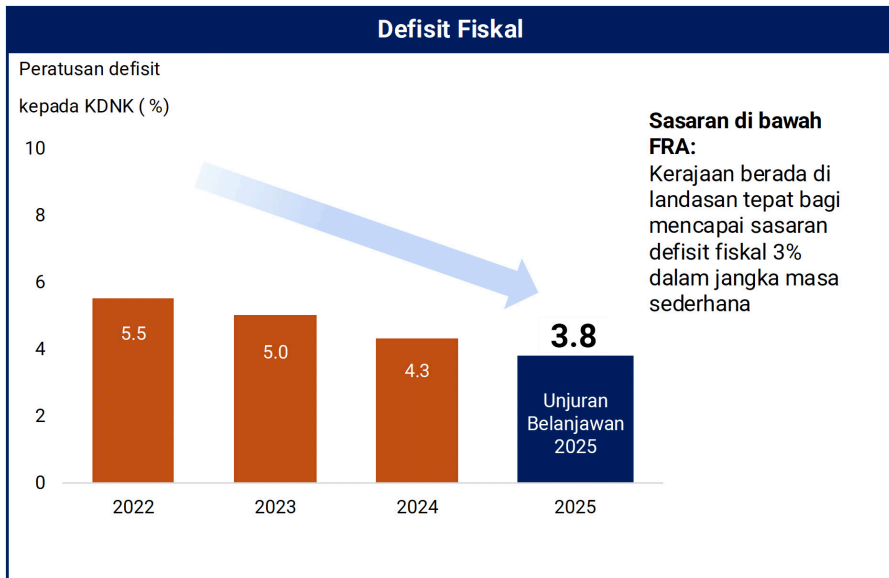 Defisit Fiskal
Peratusan defisit
kepada KDNK ( %)
Sasaran di bawah
FRA:
Kerajaan berada di
landasan tepat bagi
mencapai sasaran
defisit fiskal 3%
dalam jangka masa
sederhana
10
8
6
4
2
0
5.5
5.0
4.3
3.8
Unjuran
Belanjawan
2025
2022
2023
2024
2025